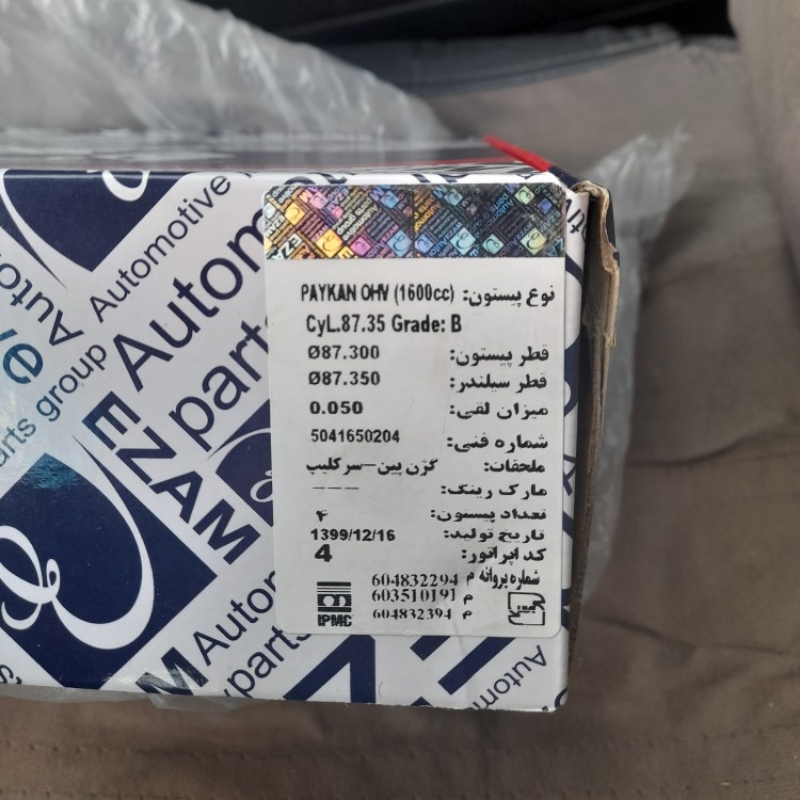 Automotive
Automotive
parts group
EZAM
نوع پیستون: PAYKAN OHV (1600cc)
CyL.87.35 Grade: B
قطر پیستون: Ø87.300
قطر سیلندر: Ø87.350
میزان لقی: 0.050
شماره فنی: 5041650204
ملحقات: گژن پین-سرکلیپ
مارک رینگ: ---
تعداد پیستون: ۴
تاریخ تولید: 1399/12/16
کد اپراتور: 4
شماره پروانه م 604832294
م 603510191
م 604832394
IPMC